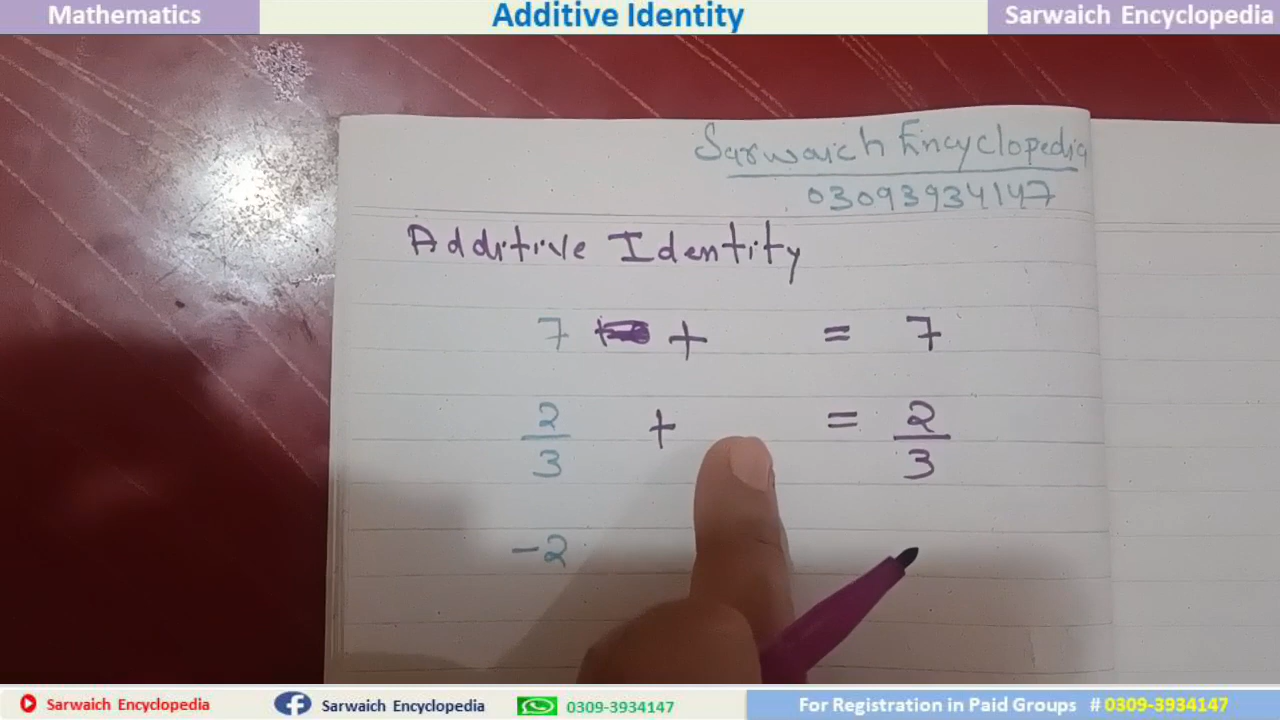 Mathematics Additive Identity Sarwaich Encyclopedia
Sarwaich Encyclopedia
03093934147
Additive Identity
7 + = 7
2/3 + = 2/3
-2
Sarwaich Encyclopedia Sarwaich Encyclopedia 0309-3934147 For Registration in Paid Groups # 0309-3934147